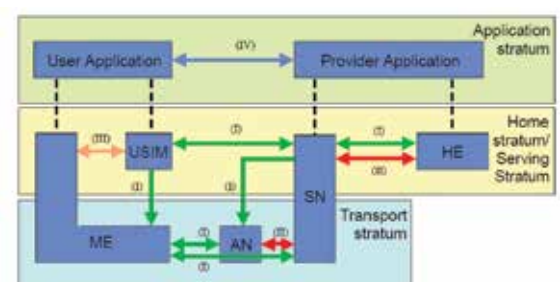 Application
stratum
(IV)
User Application
Provider Application
Home
stratum/
Serving
Stratum
(III)
USIM
(I)
(I)
HE
(II)
(I)
(I)
SN
Transport
stratum
ME
(I)
AN
(II)
(I)